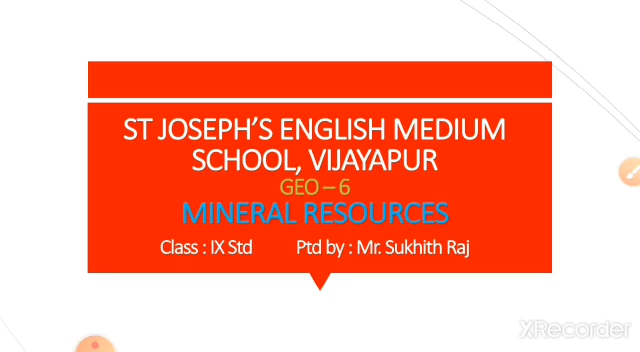 ST JOSEPH’S ENGLISH MEDIUM
SCHOOL, VIJAYAPUR
GEO – 6
MINERAL RESOURCES
Class : IX Std Ptd by : Mr. Sukhith Raj
XRecorder